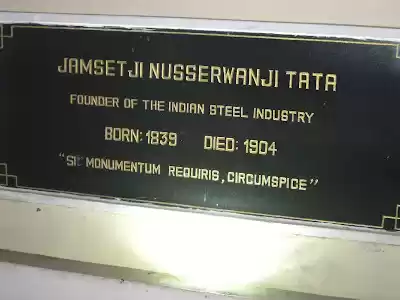 JAMSETJI NUSSERWANJI TATA
FOUNDER OF THE INDIAN STEEL INDUSTRY
BORN: 1839 DIED: 1904
"SI MONUMENTUM REQUIRIS, CIRCUMSPICE"